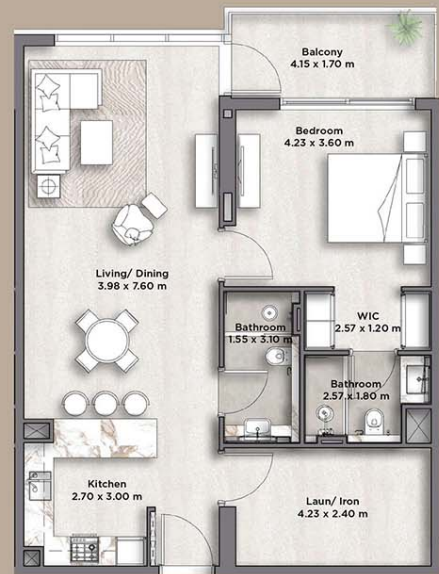 Balcony
4.15 x 1.70 m
Bedroom
4.23 x 3.60 m
Living/ Dining
3.98 x 7.60 m
WIC
2.57 x 1.20 m
Bathroom
1.55 x 3.10 m
Bathroom
2.57 x 1.80 m
Kitchen
2.70 x 3.00 m
Laun/ Iron
4.23 x 2.40 m